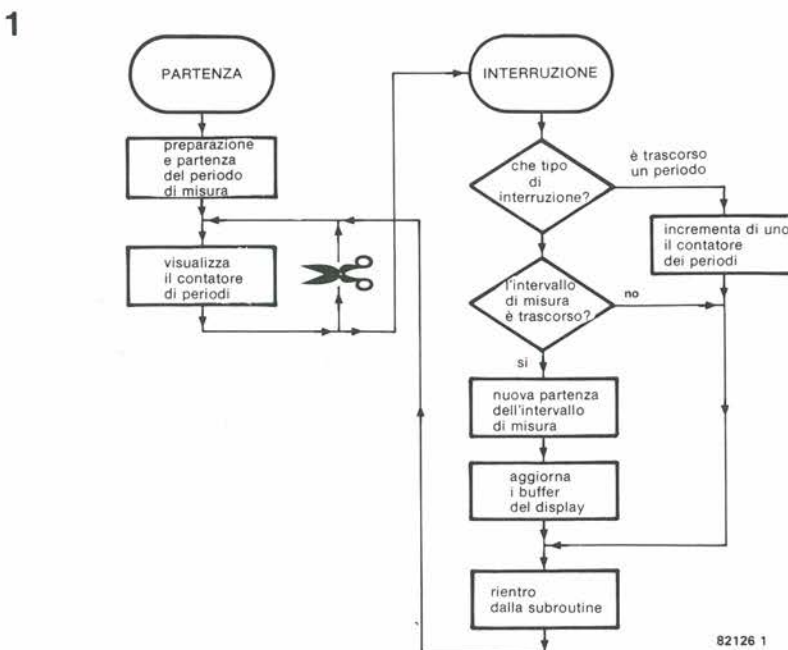 1
PARTENZA
preparazione
e partenza
del periodo
di misura
visualizza
il contatore
di periodi
INTERRUZIONE
che tipo
di
interruzione?
è trascorso
un periodo
incrementa di uno
il contatore
dei periodi
l'intervallo
di misura
è trascorso?
no
si
nuova partenza
dell'intervallo
di misura
aggiorna
i buffer
del display
rientro
dalla subroutine
82126 1